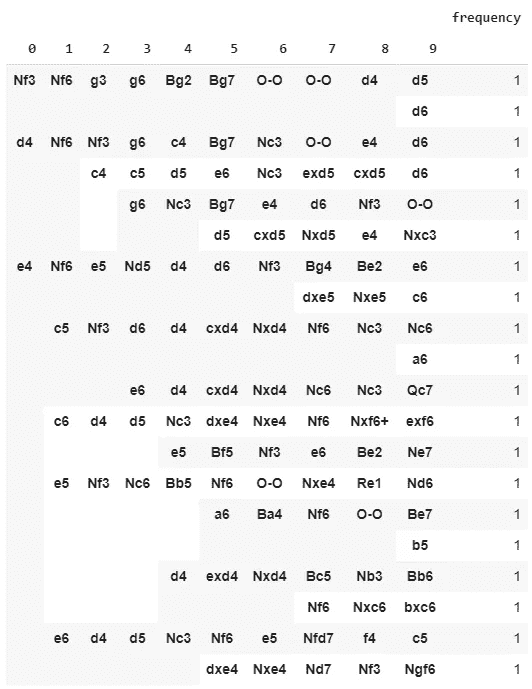 frequency
0 1 2 3 4 5 6 7 8 9
Nf3 Nf6 g3 g6 Bg2 Bg7 O-O O-O d4 d5 1
d6 1
d4 Nf6 Nf3 g6 c4 Bg7 Nc3 O-O e4 d6 1
c4 c5 d5 e6 Nc3 exd5 cxd5 d6 1
g6 Nc3 Bg7 e4 d6 Nf3 O-O 1
d5 cxd5 Nxd5 e4 Nxc3 1
e4 Nf6 e5 Nd5 d4 d6 Nf3 Bg4 Be2 e6 1
dxe5 Nxe5 c6 1
c5 Nf3 d6 d4 cxd4 Nxd4 Nf6 Nc3 Nc6 1
a6 1
e6 d4 cxd4 Nxd4 Nc6 Nc3 Qc7 1
c6 d4 d5 Nc3 dxe4 Nxe4 Nf6 Nxf6+ exf6 1
e5 Bf5 Nf3 e6 Be2 Ne7 1
e5 Nf3 Nc6 Bb5 Nf6 O-O Nxe4 Re1 Nd6 1
a6 Ba4 Nf6 O-O Be7 1
b5 1
d4 exd4 Nxd4 Bc5 Nb3 Bb6 1
Nf6 Nxc6 bxc6 1
e6 d4 d5 Nc3 Nf6 e5 Nfd7 f4 c5 1
dxe4 Nxe4 Nd7 Nf3 Ngf6 1